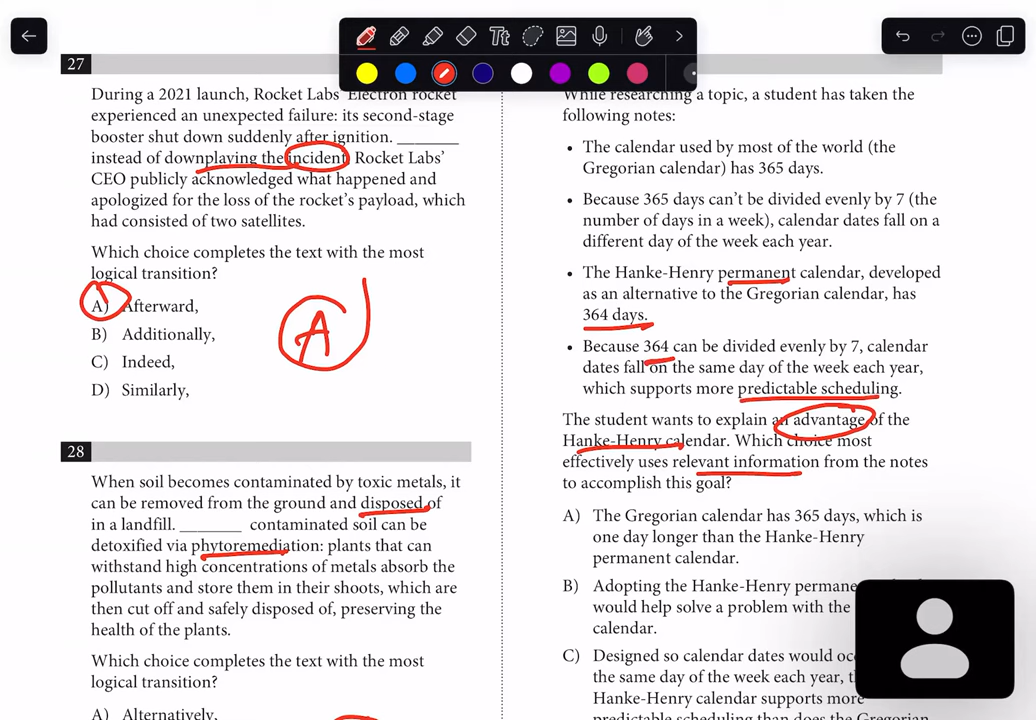 27
During a 2021 launch, Rocket Labs' Electron rocket
experienced an unexpected failure: its second-stage
booster shut down suddenly after ignition. ______
instead of downplaying the incident, Rocket Labs'
CEO publicly acknowledged what happened and
apologized for the loss of the rocket's payload, which
had consisted of two satellites.
Which choice completes the text with the most
logical transition?
A) Afterward,
B) Additionally,
C) Indeed,
D) Similarly,
A
28
When soil becomes contaminated by toxic metals, it
can be removed from the ground and disposed of
in a landfill. ______ contaminated soil can be
detoxified via phytoremediation: plants that can
withstand high concentrations of metals absorb the
pollutants and store them in their shoots, which are
then cut off and safely disposed of, preserving the
health of the plants.
Which choice completes the text with the most
logical transition?
A) Alternatively,
Tt
While researching a topic, a student has taken the
following notes:
• The calendar used by most of the world (the
Gregorian calendar) has 365 days.
• Because 365 days can't be divided evenly by 7 (the
number of days in a week), calendar dates fall on a
different day of the week each year.
• The Hanke-Henry permanent calendar, developed
as an alternative to the Gregorian calendar, has
364 days.
• Because 364 can be divided evenly by 7, calendar
dates fall on the same day of the week each year,
which supports more predictable scheduling.
The student wants to explain an advantage of the
Hanke-Henry calendar. Which choice most
effectively uses relevant information from the notes
to accomplish this goal?
A) The Gregorian calendar has 365 days, which is
one day longer than the Hanke-Henry
permanent calendar.
B) Adopting the Hanke-Henry
would help solve a problem with the
calendar.
C) Designed so calendar dates would
the same day of the week each year,
Hanke-Henry calendar supports more
predictable scheduling than does the Gregorian